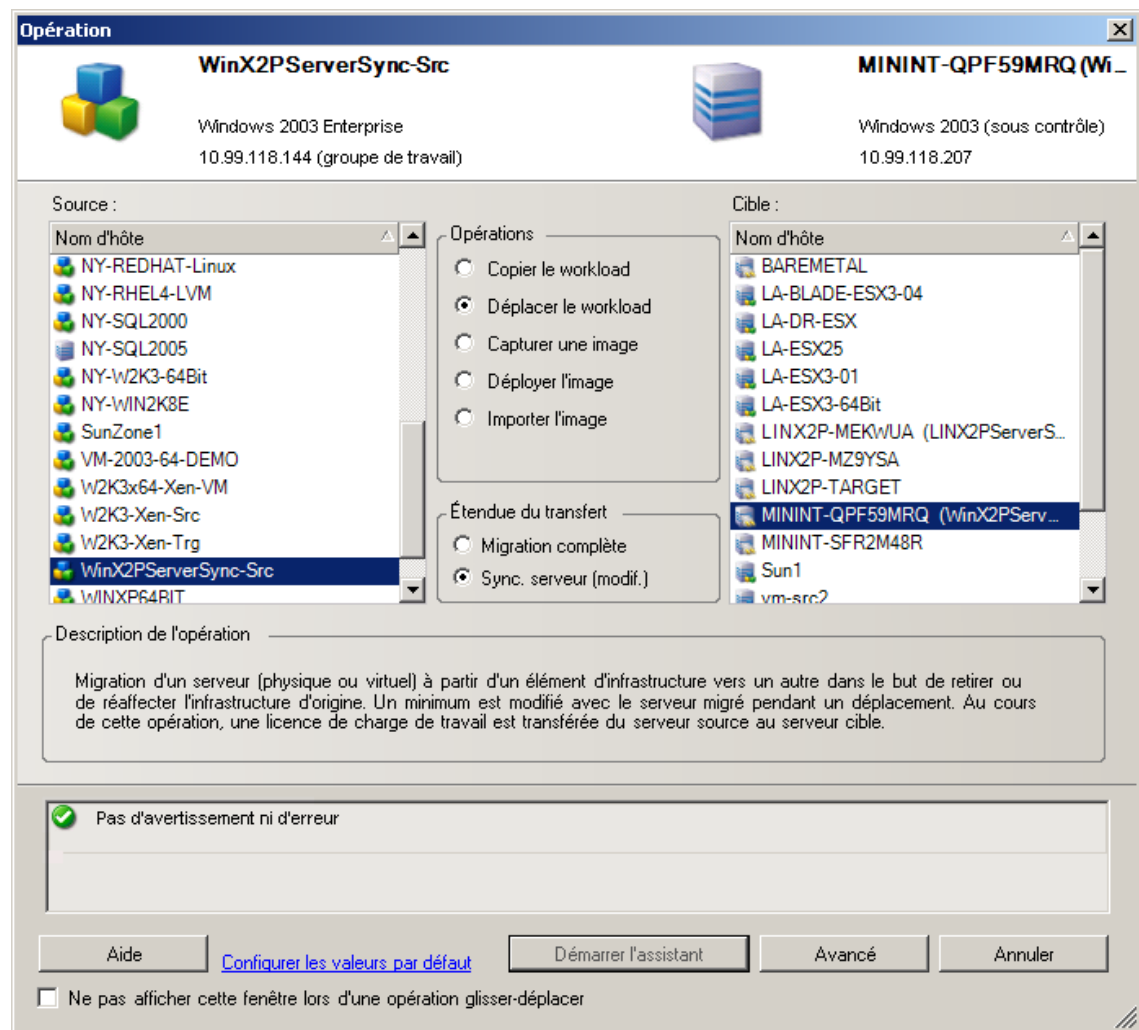 Opération
WinX2PServerSync-Src
MININT-QPF59MRQ (Wi...
Windows 2003 Enterprise
Windows 2003 (sous contrôle)
10.99.118.144 (groupe de travail)
10.99.118.207
Source :
Nom d'hôte
NY-REDHAT-Linux
NY-RHEL4-LVM
NY-SQL2000
NY-SQL2005
NY-W2K3-64Bit
NY-WIN2K8E
SunZone1
VM-2003-64-DEMO
W2K3x64-Xen-VM
W2K3-Xen-Src
W2K3-Xen-Trg
WinX2PServerSync-Src
WINXP64BIT
Opérations
Copier le workload
Déplacer le workload
Capturer une image
Déployer l'image
Importer l'image
Étendue du transfert
Migration complète
Sync. serveur (modif.)
Cible :
Nom d'hôte
BAREMETAL
LA-BLADE-ESX3-04
LA-DR-ESX
LA-ESX25
LA-ESX3-01
LA-ESX3-64Bit
LINX2P-MEKWUA (LINX2PServerS...
LINX2P-MZ9YSA
LINX2P-TARGET
MININT-QPF59MRQ (WinX2PServ...
MININT-SFR2M48R
Sun1
vm-src2
Description de l'opération
Migration d'un serveur (physique ou virtuel) à partir d'un élément d'infrastructure vers un autre dans le but de retirer ou
de réaffecter l'infrastructure d'origine. Un minimum est modifié avec le serveur migré pendant un déplacement. Au cours
de cette opération, une licence de charge de travail est transférée du serveur source au serveur cible.
Pas d'avertissement ni d'erreur
Aide
Configurer les valeurs par défaut
Démarrer l'assistant
Avancé
Annuler
Ne pas afficher cette fenêtre lors d'une opération glisser-déplacer